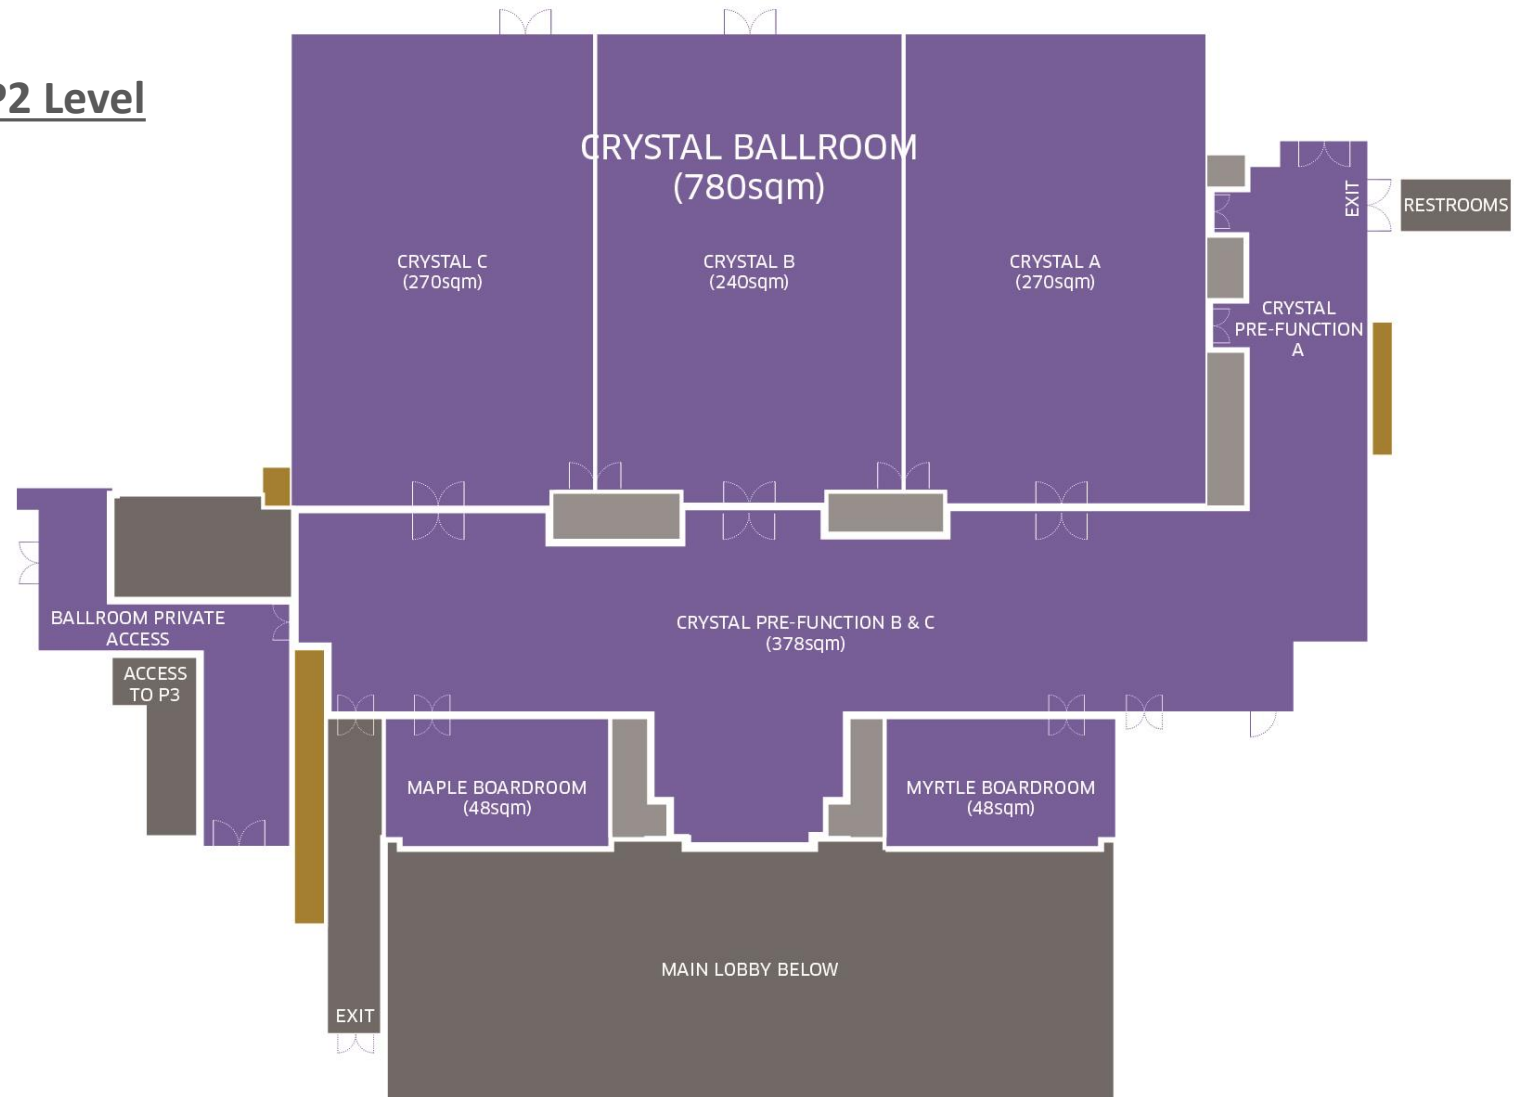 P2 Level
CRYSTAL BALLROOM
(780sqm)
EXIT
RESTROOMS
CRYSTAL C
(270sqm)
CRYSTAL B
(240sqm)
CRYSTAL A
(270sqm)
CRYSTAL
PRE-FUNCTION
A
BALLROOM PRIVATE
ACCESS
CRYSTAL PRE-FUNCTION B & C
(378sqm)
ACCESS
TO P3
MAPLE BOARDROOM
(48sqm)
MYRTLE BOARDROOM
(48sqm)
MAIN LOBBY BELOW
EXIT